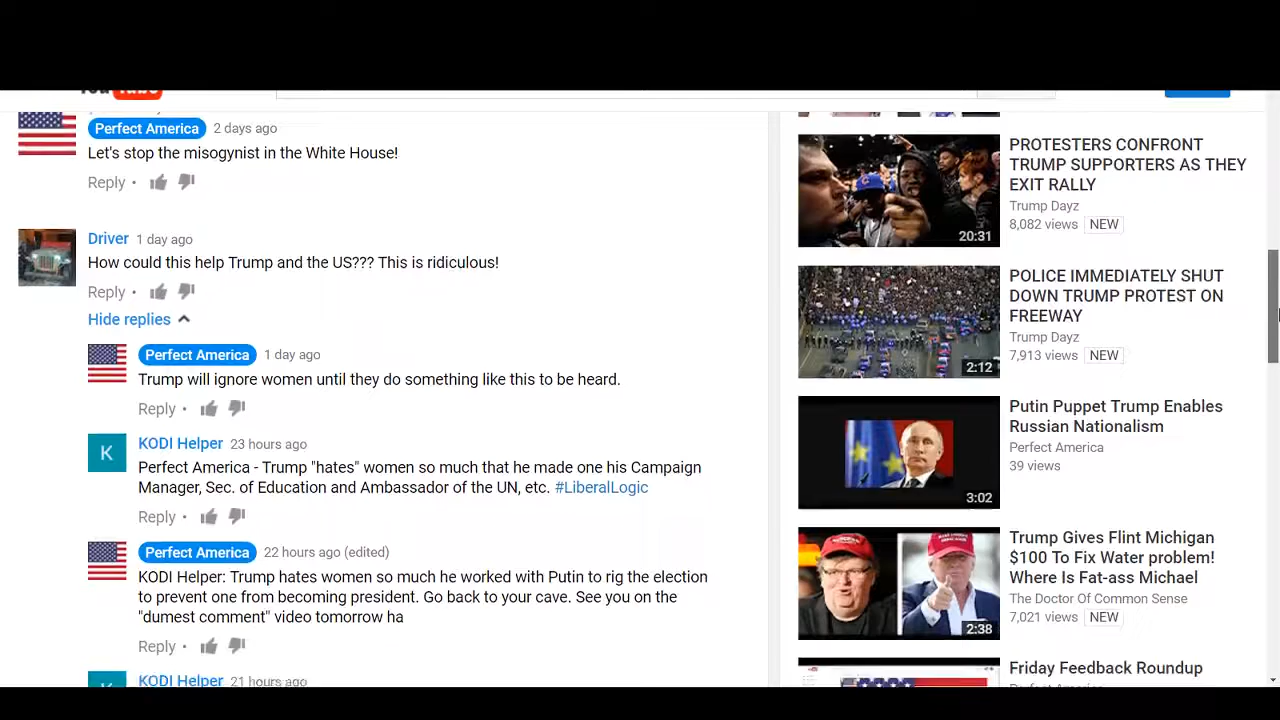 YouTube
Perfect America 2 days ago
Let's stop the misogynist in the White House!
Reply •
Driver 1 day ago
How could this help Trump and the US??? This is ridiculous!
Reply •
Hide replies
Perfect America 1 day ago
Trump will ignore women until they do something like this to be heard.
Reply •
K
KODI Helper 23 hours ago
Perfect America - Trump "hates" women so much that he made one his Campaign
Manager, Sec. of Education and Ambassador of the UN, etc. #LiberalLogic
Reply •
Perfect America 22 hours ago (edited)
KODI Helper: Trump hates women so much he worked with Putin to rig the election
to prevent one from becoming president. Go back to your cave. See you on the
"dumest comment" video tomorrow ha
Reply •
KODI Helper 21 hours ago
PROTESTERS CONFRONT
TRUMP SUPPORTERS AS THEY
EXIT RALLY
Trump Dayz
8,082 views NEW
20:31
POLICE IMMEDIATELY SHUT
DOWN TRUMP PROTEST ON
FREEWAY
Trump Dayz
7,913 views NEW
2:12
Putin Puppet Trump Enables
Russian Nationalism
Perfect America
39 views
3:02
Trump Gives Flint Michigan
$100 To Fix Water problem!
Where Is Fat-ass Michael
The Doctor Of Common Sense
7,021 views NEW
2:38
Friday Feedback Roundup
Perfect America